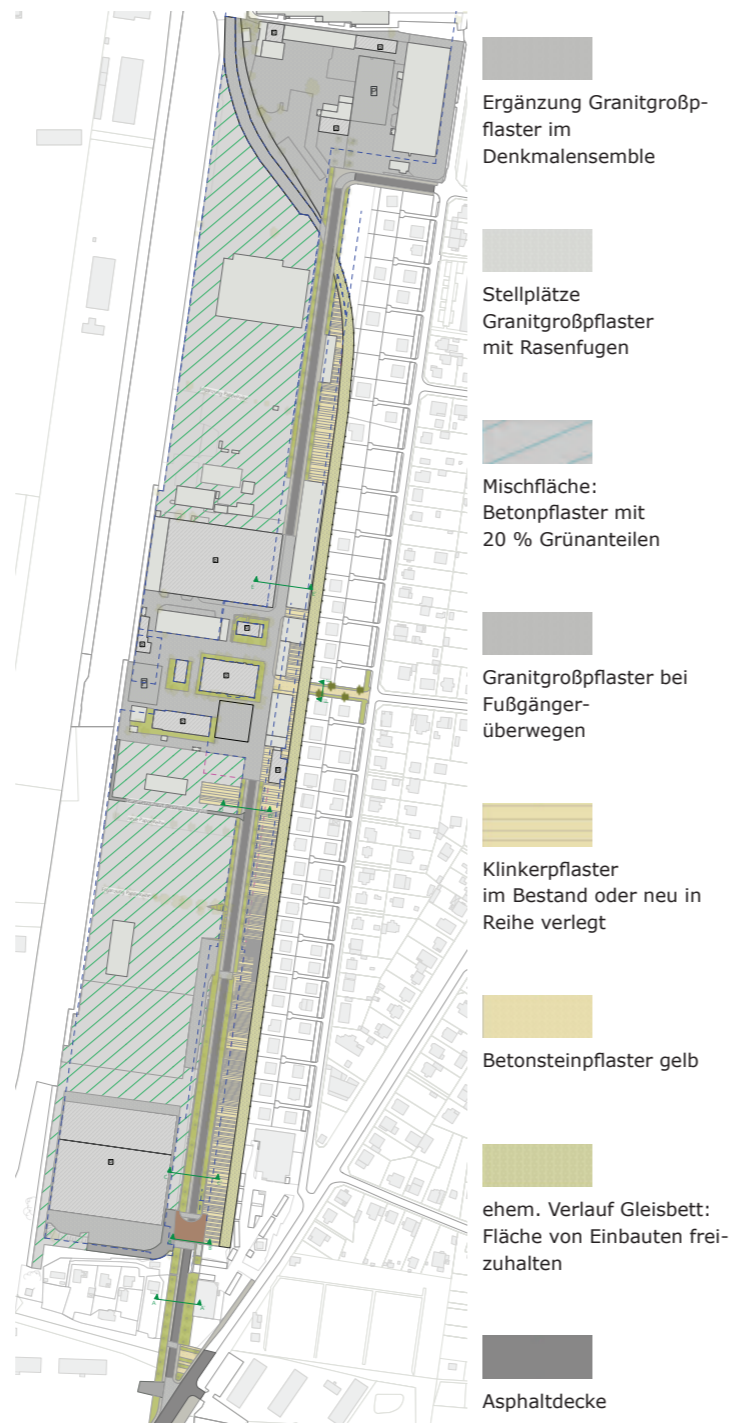 Ergänzung Granitgroßp-
flaster im
Denkmalensemble
Stellplätze
Granitgroßpflaster
mit Rasenfugen
Mischfläche:
Betonpflaster mit
20 % Grünanteilen
Granitgroßpflaster bei
Fußgänger-
überwegen
Klinkerpflaster
im Bestand oder neu in
Reihe verlegt
Betonsteinpflaster gelb
ehem. Verlauf Gleisbett:
Fläche von Einbauten frei-
zuhalten
Asphaltdecke